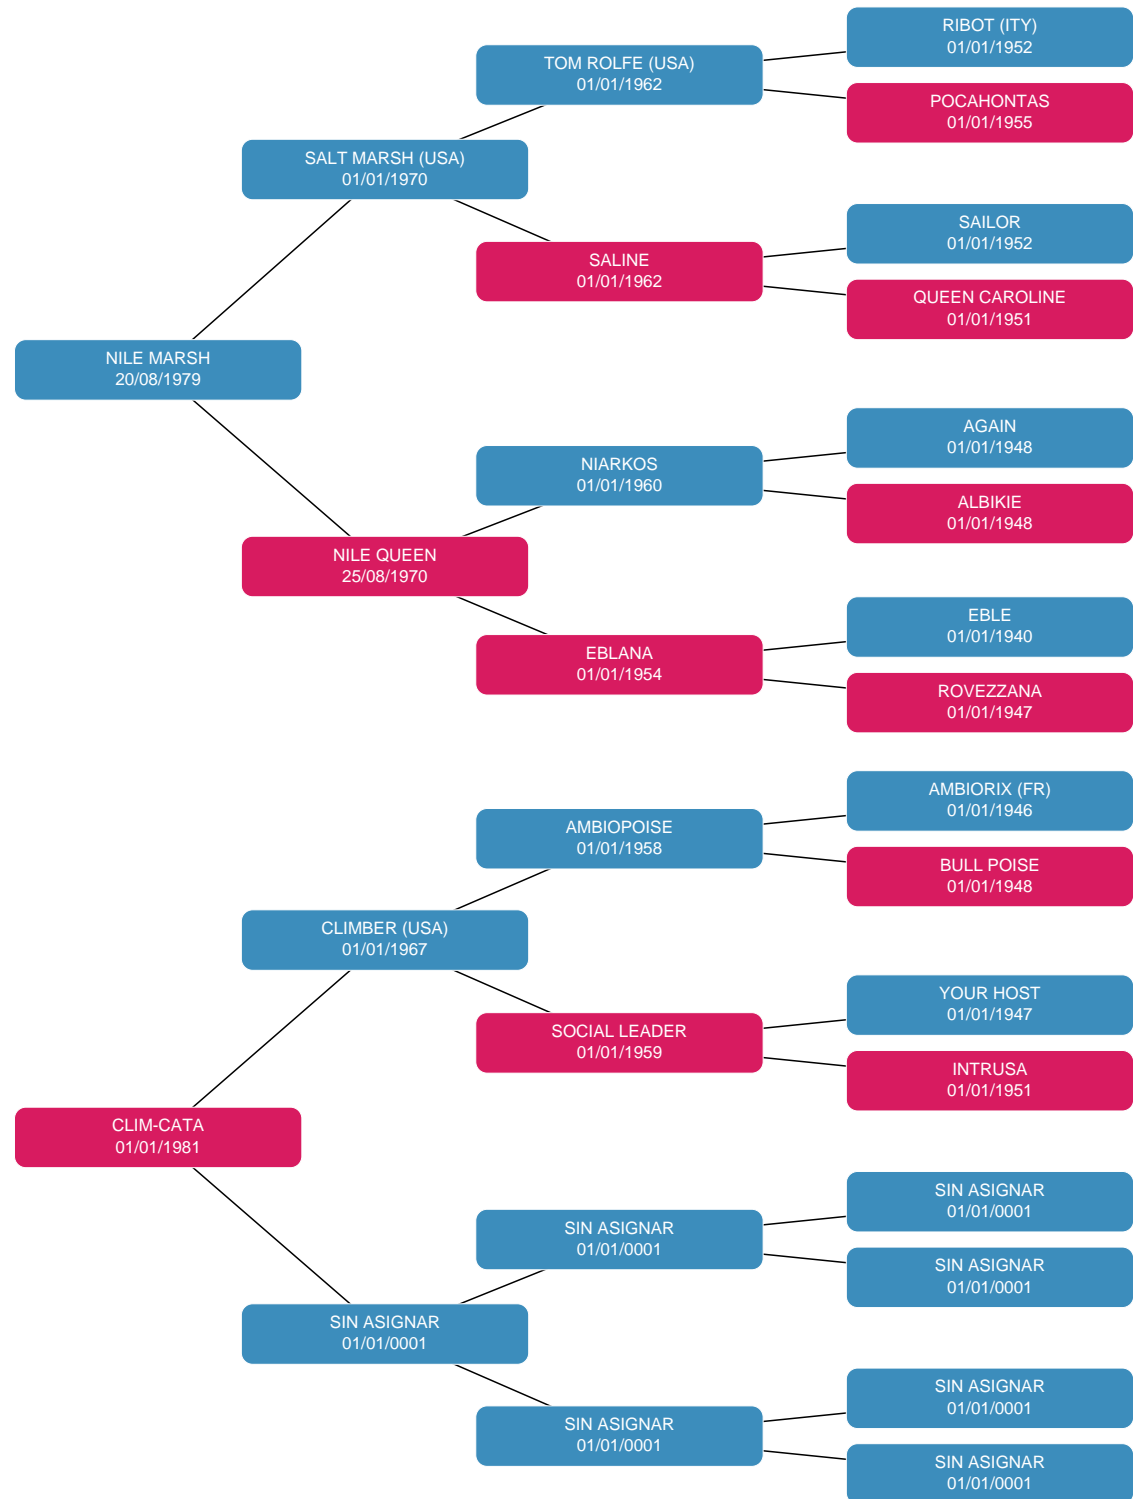 RIBOT (ITY)
01/01/1952
TOM ROLFE (USA)
01/01/1962
POCAHONTAS
01/01/1955
SALT MARSH (USA)
01/01/1970
SAILOR
01/01/1952
SALINE
01/01/1962
QUEEN CAROLINE
01/01/1951
NILE MARSH
20/08/1979
AGAIN
01/01/1948
NIARKOS
01/01/1960
ALBIKIE
01/01/1948
NILE QUEEN
25/08/1970
EBLE
01/01/1940
EBLANA
01/01/1954
ROVEZZANA
01/01/1947
AMBIORIX (FR)
01/01/1946
AMBIOPOISE
01/01/1958
BULL POISE
01/01/1948
CLIMBER (USA)
01/01/1967
YOUR HOST
01/01/1947
SOCIAL LEADER
01/01/1959
INTRUSA
01/01/1951
CLIM-CATA
01/01/1981
SIN ASIGNAR
01/01/0001
SIN ASIGNAR
01/01/0001
SIN ASIGNAR
01/01/0001
SIN ASIGNAR
01/01/0001
SIN ASIGNAR
01/01/0001
SIN ASIGNAR
01/01/0001
SIN ASIGNAR
01/01/0001